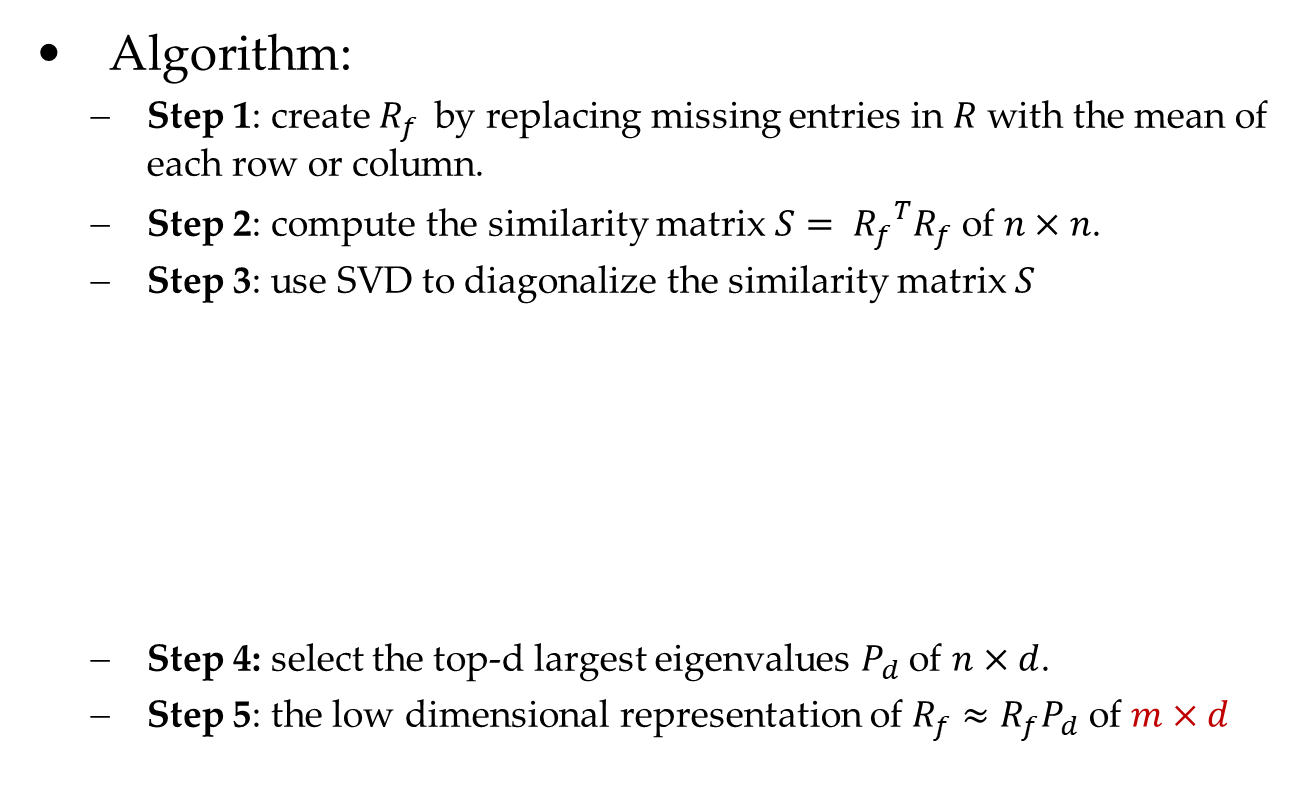 • Algorithm:
– Step 1: create R_f by replacing missing entries in R with the mean of
each row or column.
– Step 2: compute the similarity matrix S = R_f^T R_f of n × n.
– Step 3: use SVD to diagonalize the similarity matrix S
– Step 4: select the top-d largest eigenvalues P_d of n × d.
– Step 5: the low dimensional representation of R_f ≈ R_f P_d of m × d